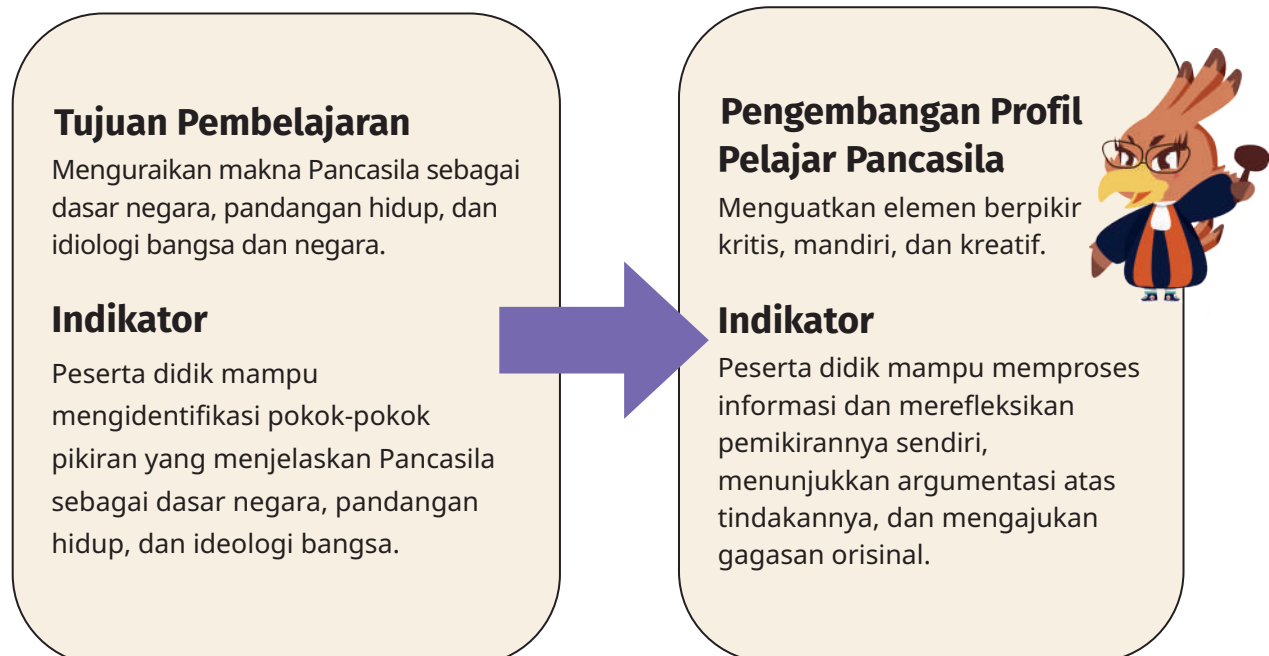 Tujuan Pembelajaran
Menguraikan makna Pancasila sebagai
dasar negara, pandangan hidup, dan
idiologi bangsa dan negara.
Indikator
Peserta didik mampu
mengidentifikasi pokok-pokok
pikiran yang menjelaskan Pancasila
sebagai dasar negara, pandangan
hidup, dan ideologi bangsa.
Pengembangan Profil
Pelajar Pancasila
Menguatkan elemen berpikir
kritis, mandiri, dan kreatif.
Indikator
Peserta didik mampu memproses
informasi dan merefleksikan
pemikirannya sendiri,
menunjukkan argumentasi atas
tindakannya, dan mengajukan
gagasan orisinal.